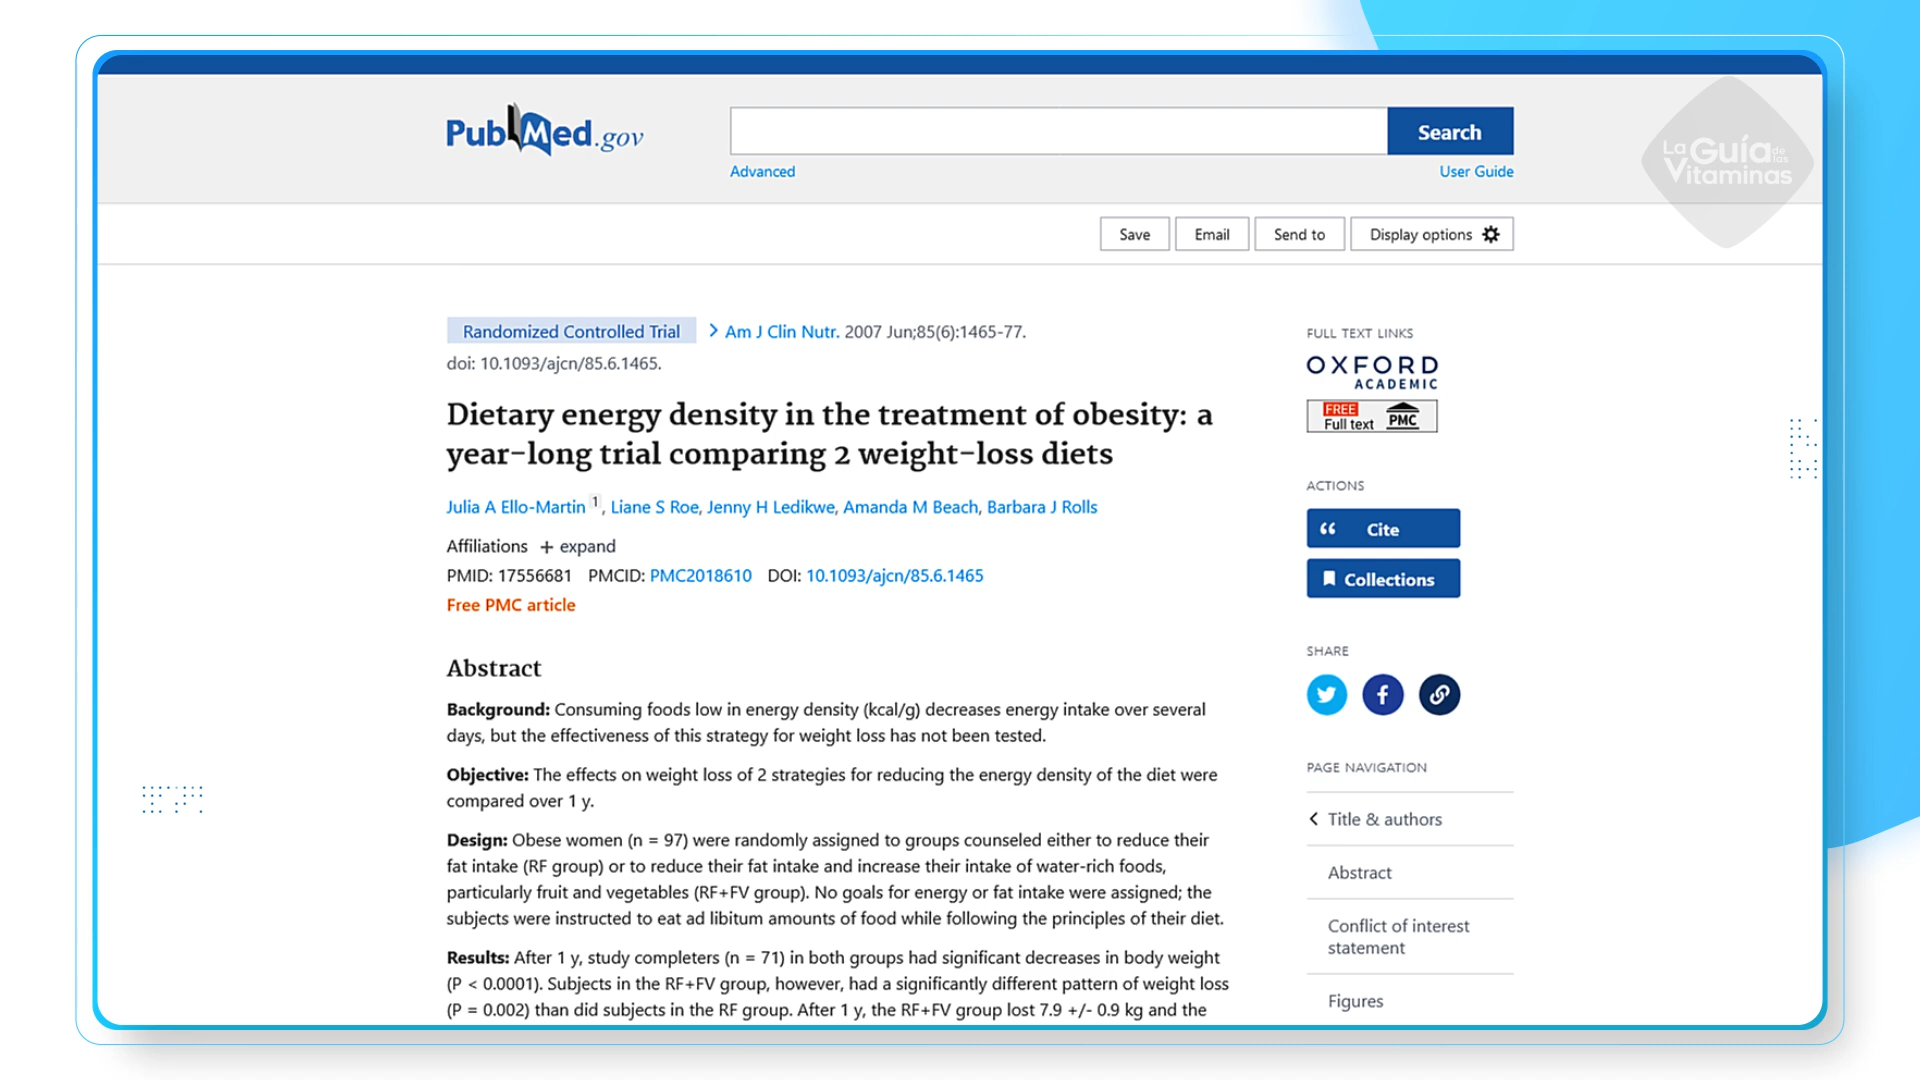 PubMed.gov
Search
Advanced
User Guide
La Guía de las Vitaminas
Save
Email
Send to
Display options
Randomized Controlled Trial > Am J Clin Nutr. 2007 Jun;85(6):1465-77.
doi: 10.1093/ajcn/85.6.1465.
Dietary energy density in the treatment of obesity: a
year-long trial comparing 2 weight-loss diets
Julia A Ello-Martin 1, Liane S Roe, Jenny H Ledikwe, Amanda M Beach, Barbara J Rolls
Affiliations + expand
PMID: 17556681 PMCID: PMC2018610 DOI: 10.1093/ajcn/85.6.1465
Free PMC article
Abstract
Background: Consuming foods low in energy density (kcal/g) decreases energy intake over several
days, but the effectiveness of this strategy for weight loss has not been tested.
Objective: The effects on weight loss of 2 strategies for reducing the energy density of the diet were
compared over 1 y.
Design: Obese women (n = 97) were randomly assigned to groups counseled either to reduce their
fat intake (RF group) or to reduce their fat intake and increase their intake of water-rich foods,
particularly fruit and vegetables (RF+FV group). No goals for energy or fat intake were assigned; the
subjects were instructed to eat ad libitum amounts of food while following the principles of their diet.
Results: After 1 y, study completers (n = 71) in both groups had significant decreases in body weight
(P < 0.0001). Subjects in the RF+FV group, however, had a significantly different pattern of weight loss
(P = 0.002) than did subjects in the RF group. After 1 y, the RF+FV group lost 7.9 +/- 0.9 kg and the
FULL TEXT LINKS
OXFORD
ACADEMIC
FREE
Full text PMC
ACTIONS
Cite
Collections
SHARE
PAGE NAVIGATION
Title & authors
Abstract
Conflict of interest
statement
Figures